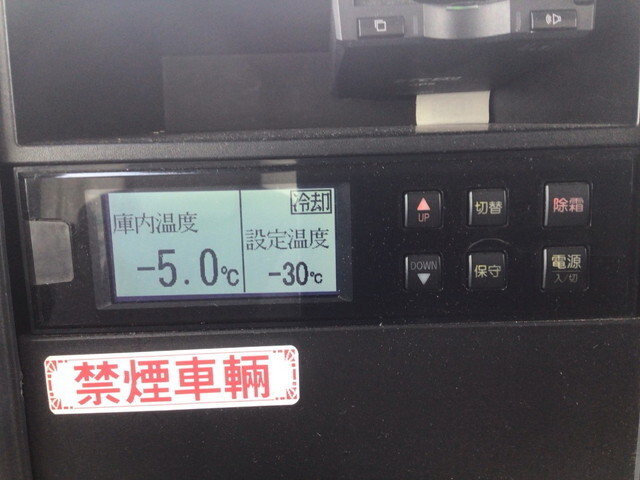 冷却
庫内温度
設定温度
-5.0℃
-30℃
▲
UP
切替
除霜
DOWN
▼
保守
電源
入/切
禁煙車輌